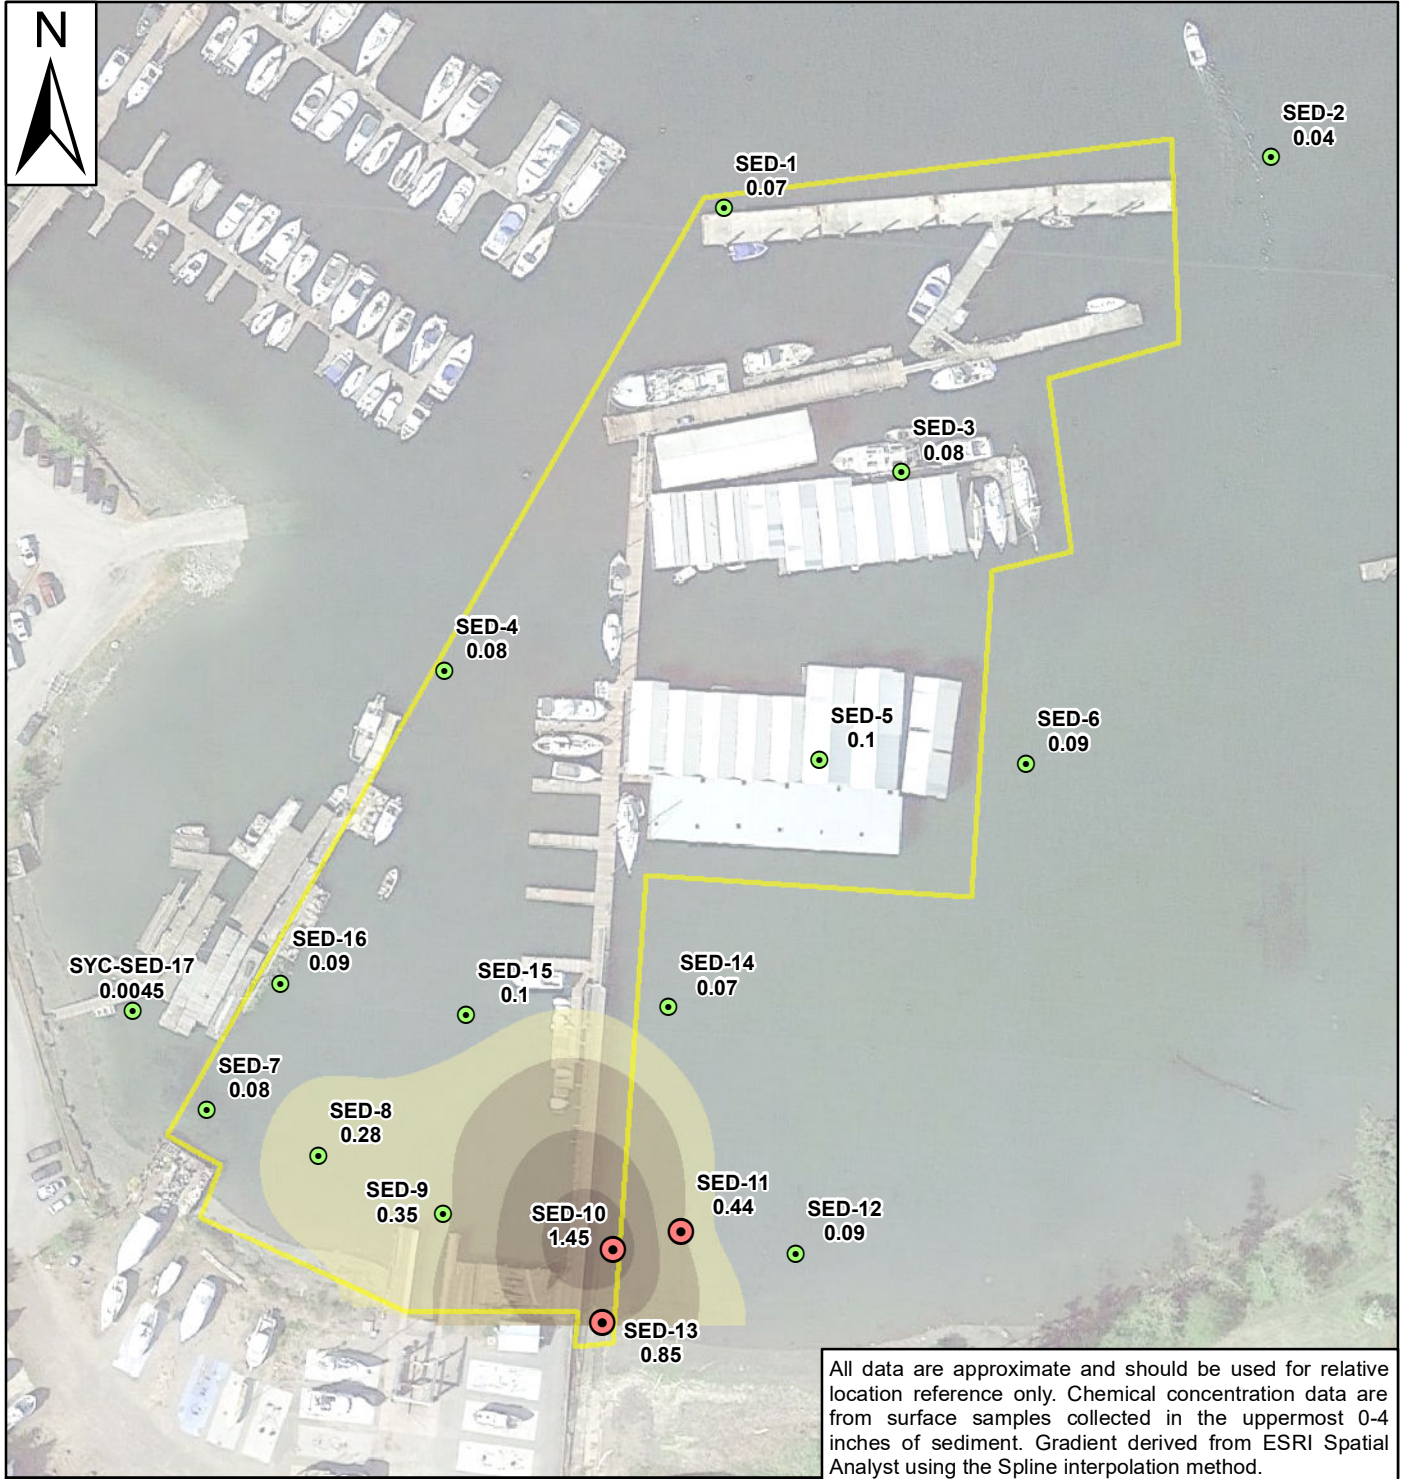 N
SED-2
0.04
SED-1
0.07
SED-3
0.08
SED-4
0.08
SED-5
0.1
SED-6
0.09
SED-16
0.09
SYC-SED-17
0.0045
SED-15
0.1
SED-14
0.07
SED-7
0.08
SED-8
0.28
SED-9
0.35
SED-10
1.45
SED-11
0.44
SED-12
0.09
SED-13
0.85
All data are approximate and should be used for relative
location reference only. Chemical concentration data are
from surface samples collected in the uppermost 0-4
inches of sediment. Gradient derived from ESRI Spatial
Analyst using the Spline interpolation method.